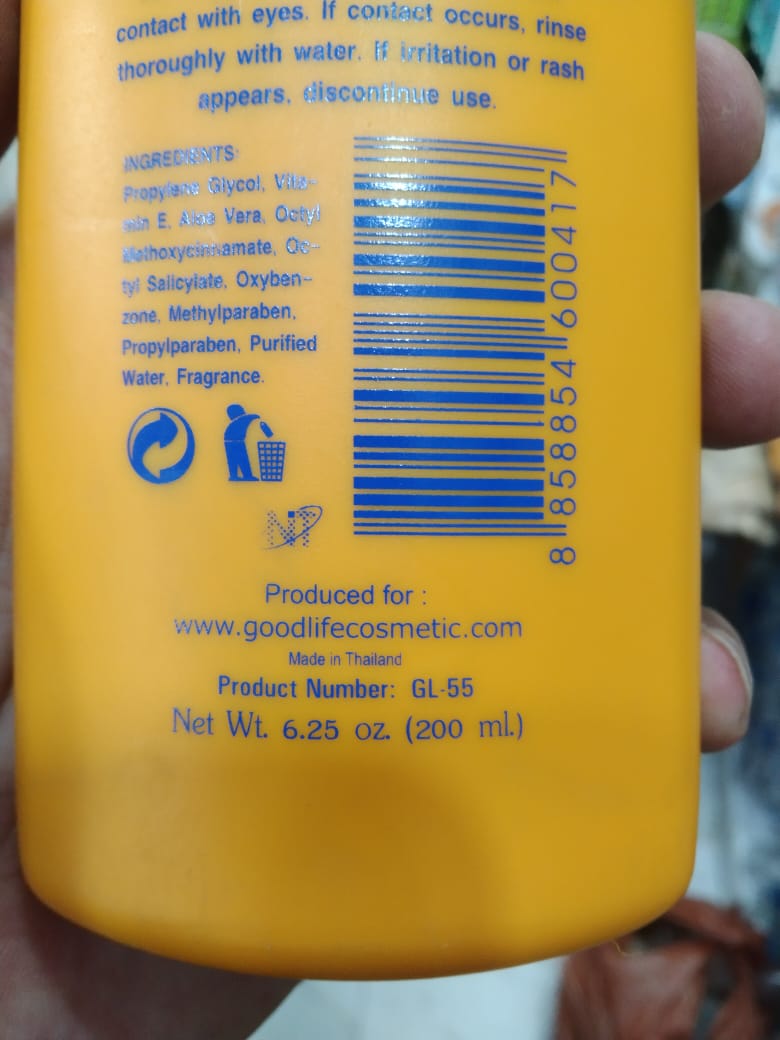 contact with eyes. If contact occurs, rinse
thoroughly with water. If irritation or rash
appears, discontinue use.
INGREDIENTS:
Propylene Glycol, Vita-
min E, Aloe Vera, Octyl
Methoxycinnamate, Oc-
tyl Salicylate, Oxyben-
zone, Methylparaben,
Propylparaben, Purified
Water, Fragrance.
8 858854 600417
NT
Produced for :
www.goodlifecosmetic.com
Made in Thailand
Product Number: GL-55
Net Wt. 6.25 oz. (200 ml.)